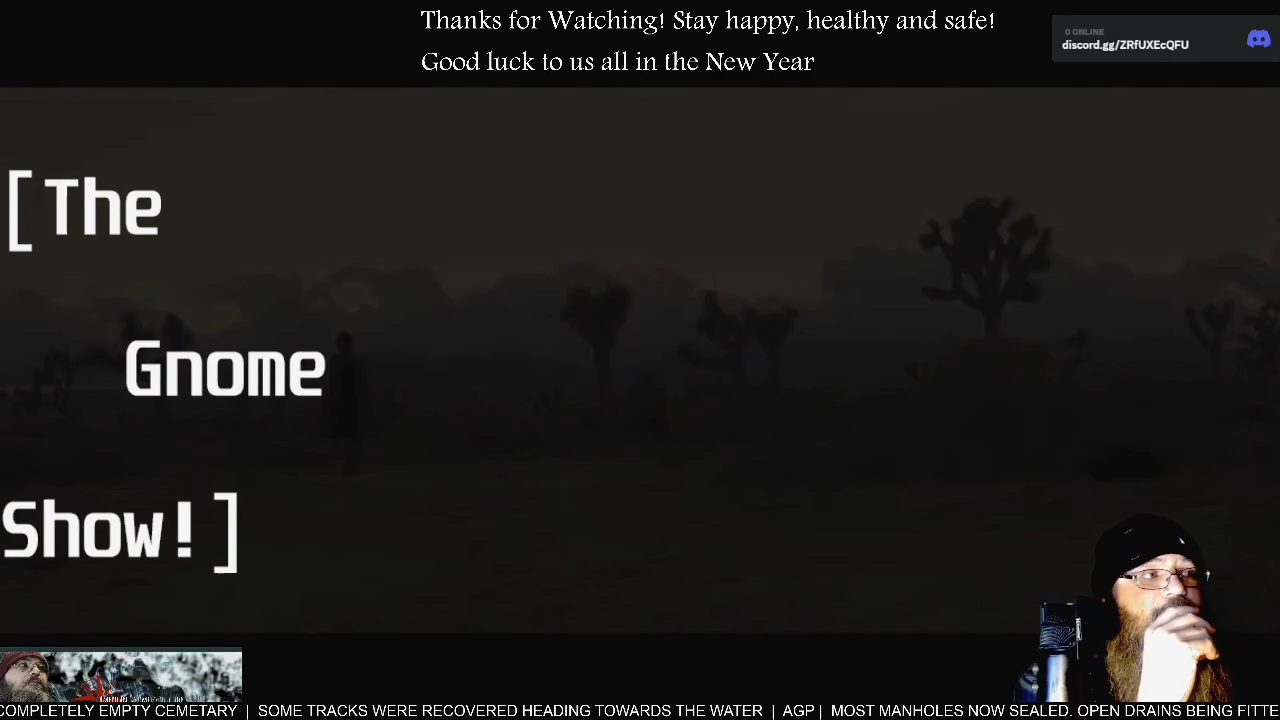 Thanks for Watching! Stay happy, healthy and safe!
Good luck to us all in the New Year
0 ONLINE
discord.gg/ZRfUXEcQFU
[The
Gnome
Show!]
COMPLETELY EMPTY CEMETARY | SOME TRACKS WERE RECOVERED HEADING TOWARDS THE WATER | AGP | MOST MANHOLES NOW SEALED. OPEN DRAINS BEING FITTE